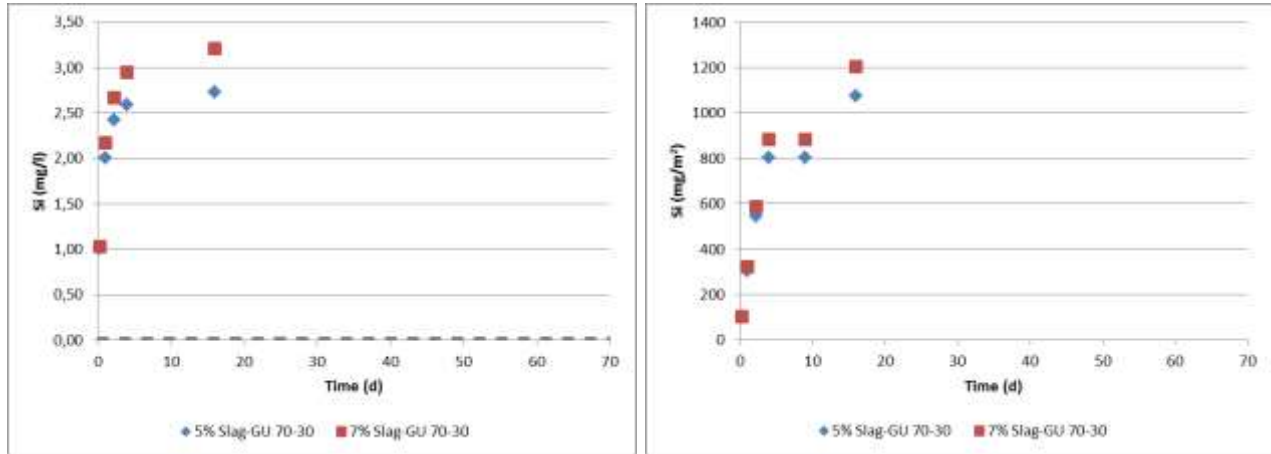 3,50
3,00
2,50
2,00
1,50
1,00
0,50
0,00
Si (mg/l)
0 10 20 30 40 50 60 70
Time (d)
5% Slag-GU 70-30 7% Slag-GU 70-30
1400
1200
1000
800
600
400
200
0
Si (mg/m²)
0 10 20 30 40 50 60 70
Time (d)
5% Slag-GU 70-30 7% Slag-GU 70-30